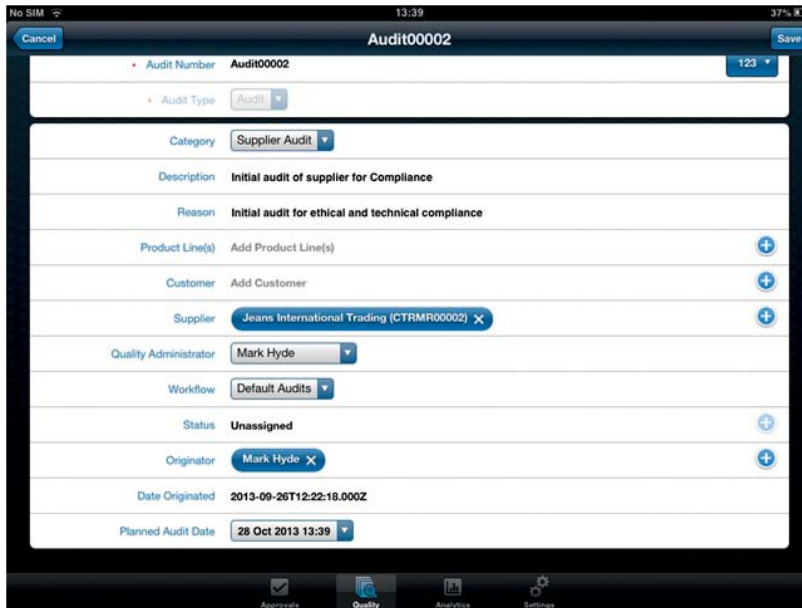 No SIM 13:39 37%
Cancel Audit00002 Save
• Audit Number Audit00002 123
• Audit Type Audit
Category Supplier Audit
Description Initial audit of supplier for Compliance
Reason Initial audit for ethical and technical compliance
Product Line(s) Add Product Line(s)
Customer Add Customer
Supplier Jeans International Trading (CTRMR00002) X
Quality Administrator Mark Hyde
Workflow Default Audits
Status Unassigned
Originator Mark Hyde X
Date Originated 2013-09-26T12:22:18.000Z
Planned Audit Date 28 Oct 2013 13:39
Approvals Quality Analytics Settings